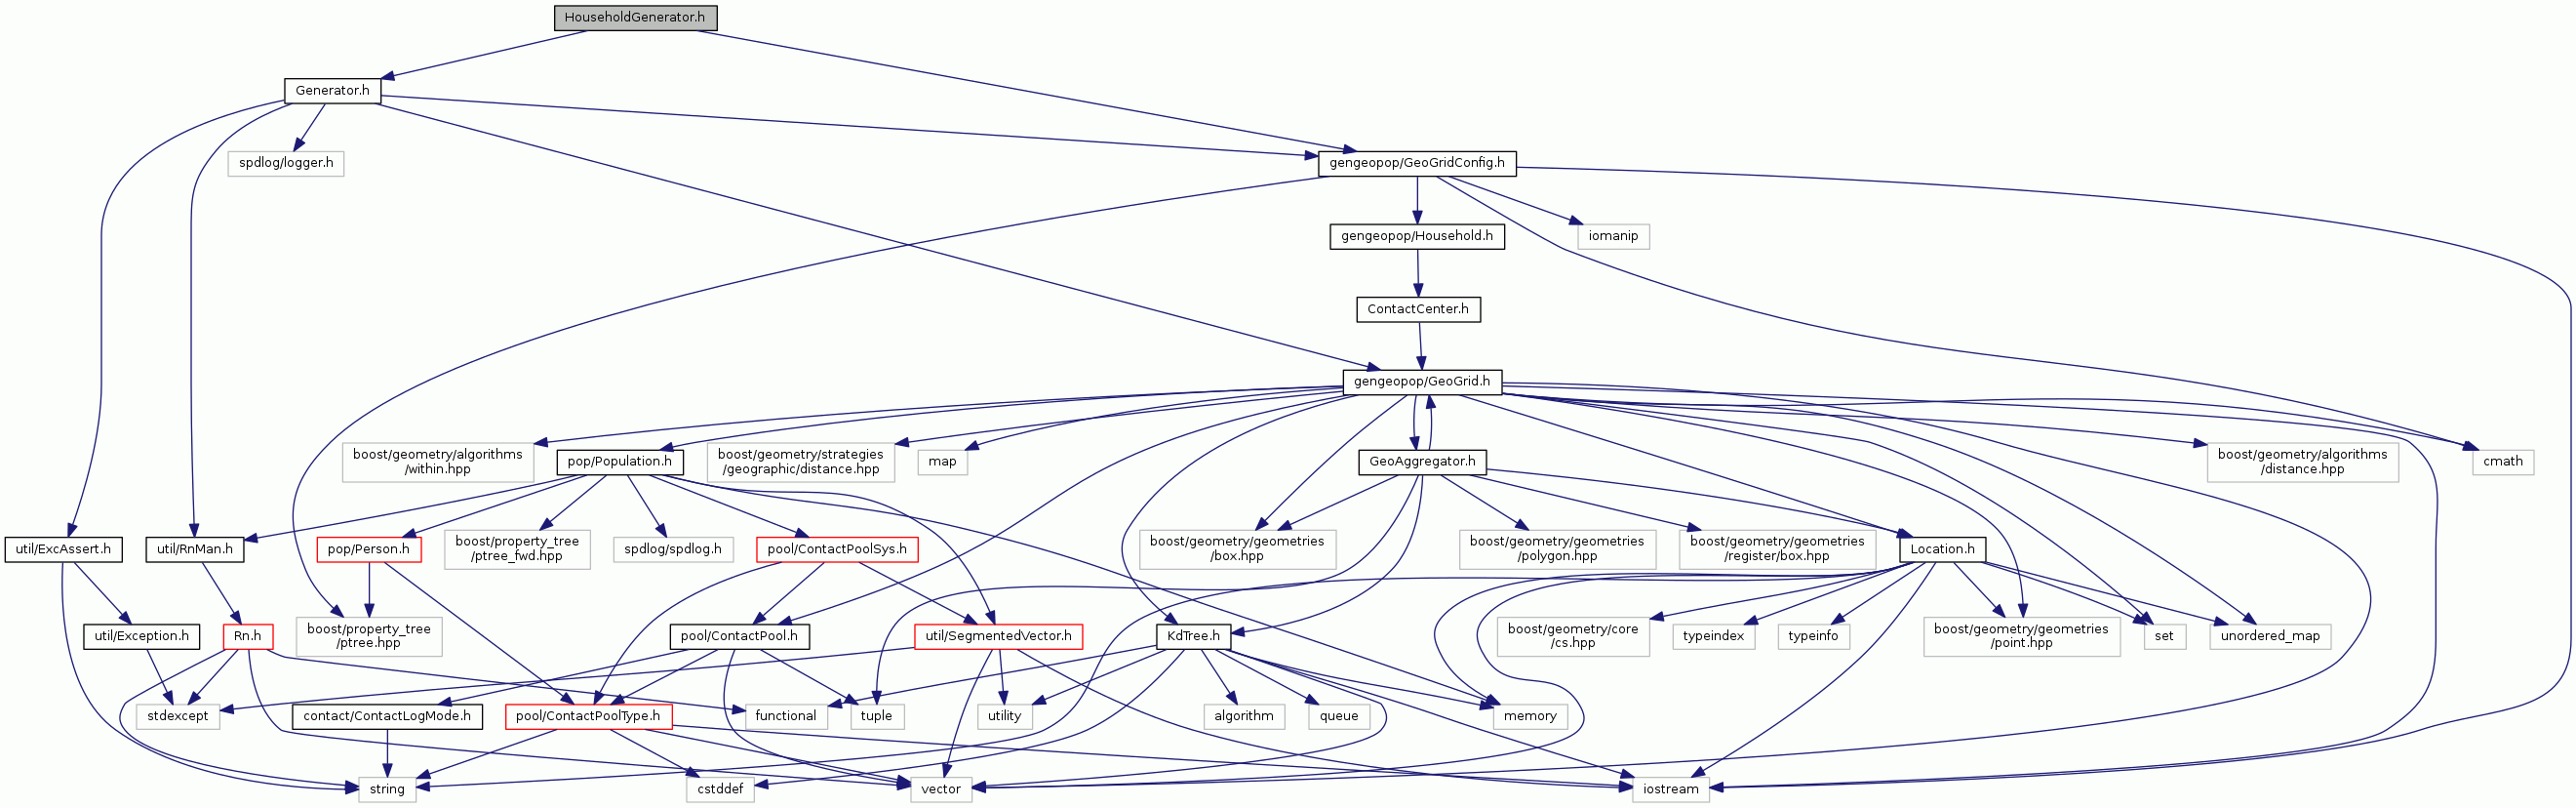 HouseholdGenerator.h
Generator.h
spdlog/logger.h
gengeopop/GeoGridConfig.h
gengeopop/Household.h
iomanip
ContactCenter.h
gengeopop/GeoGrid.h
boost/geometry/algorithms
/within.hpp
pop/Population.h
boost/geometry/strategies
/geographic/distance.hpp
map
GeoAggregator.h
boost/geometry/algorithms
/distance.hpp
cmath
util/ExcAssert.h
util/RnMan.h
pop/Person.h
boost/property_tree
/ptree_fwd.hpp
spdlog/spdlog.h
pool/ContactPoolSys.h
boost/geometry/geometries
/box.hpp
boost/geometry/geometries
/polygon.hpp
boost/geometry/geometries
/register/box.hpp
Location.h
util/Exception.h
Rn.h
boost/property_tree
/ptree.hpp
pool/ContactPool.h
util/SegmentedVector.h
KdTree.h
boost/geometry/core
/cs.hpp
typeindex
typeinfo
boost/geometry/geometries
/point.hpp
set
unordered_map
stdexcept
contact/ContactLogMode.h
pool/ContactPoolType.h
functional
tuple
utility
algorithm
queue
memory
string
cstddef
vector
iostream